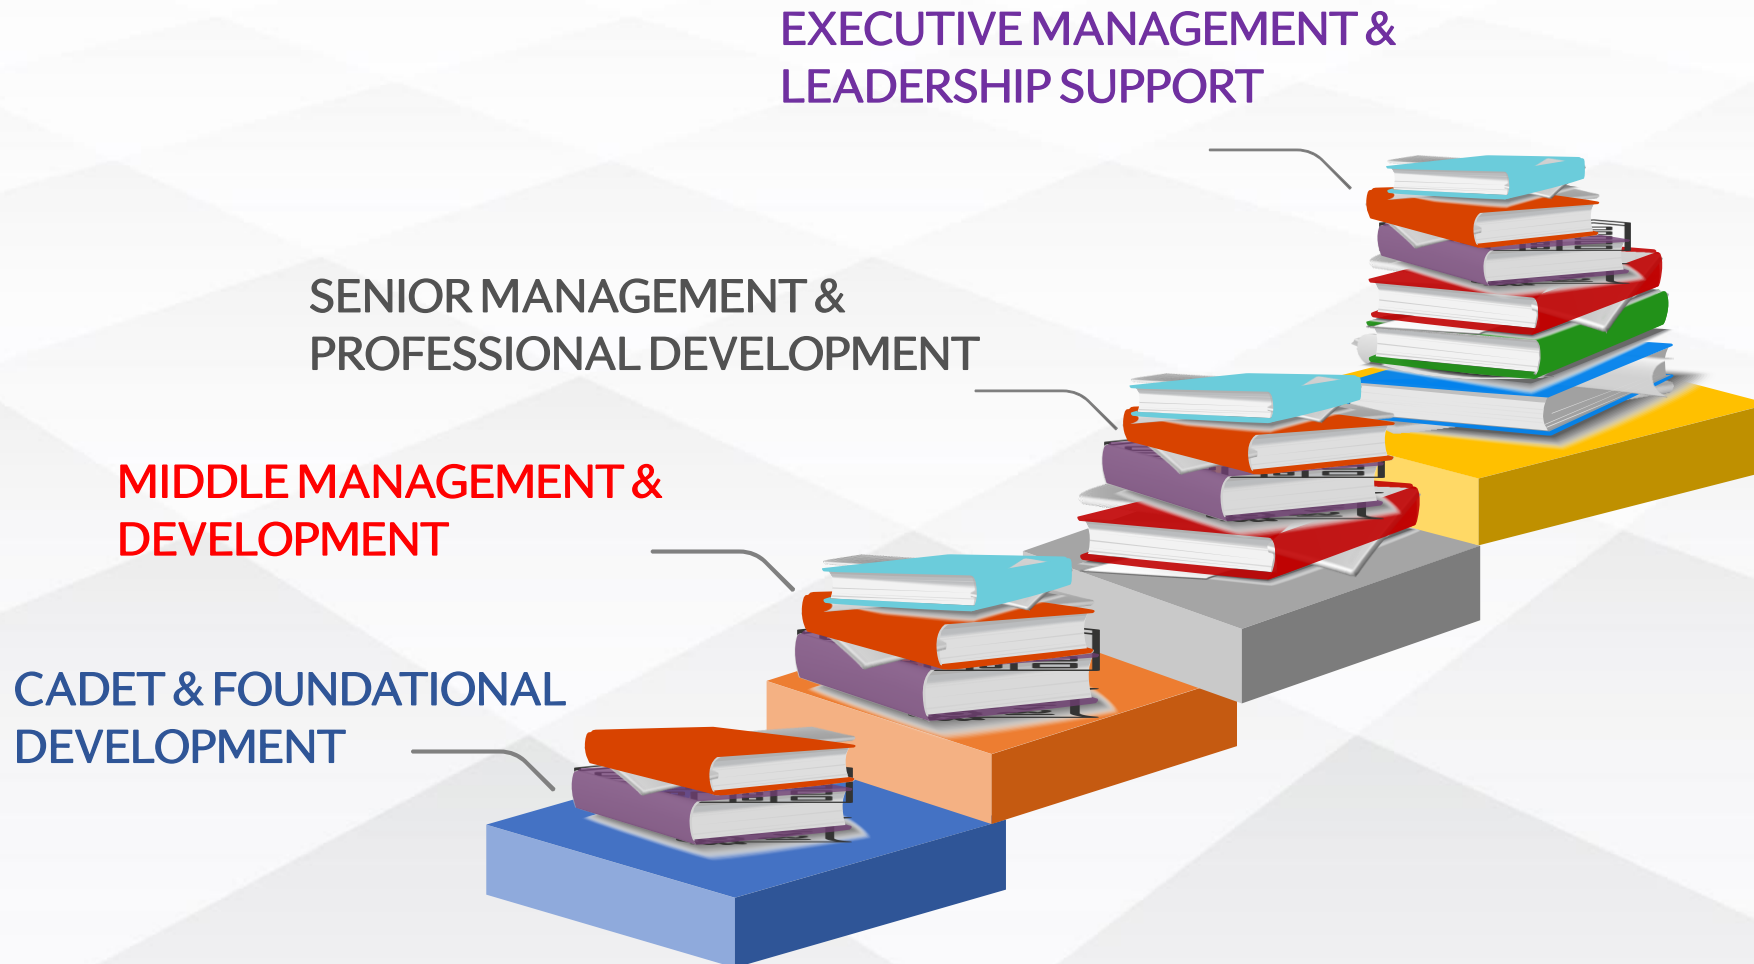 EXECUTIVE MANAGEMENT &
LEADERSHIP SUPPORT
SENIOR MANAGEMENT &
PROFESSIONAL DEVELOPMENT
MIDDLE MANAGEMENT &
DEVELOPMENT
CADET & FOUNDATIONAL
DEVELOPMENT